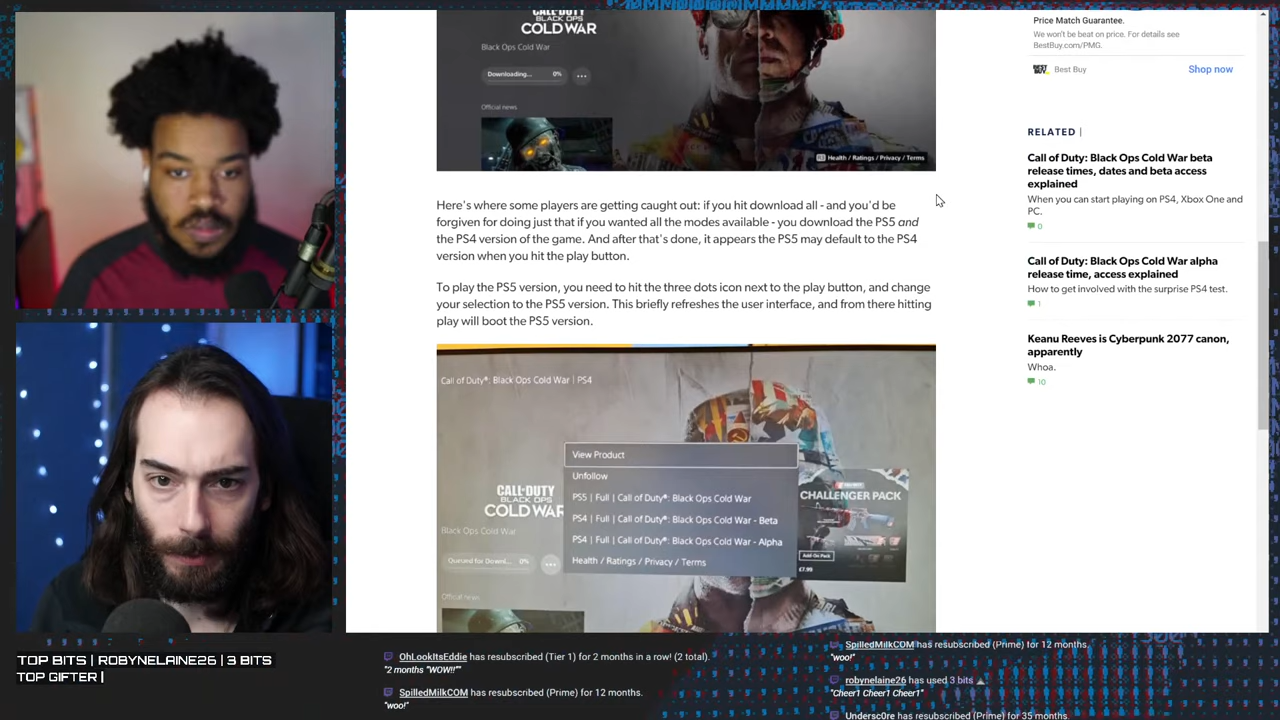 CALL OF DUTY
BLACK OPS
COLD WAR
Black Ops Cold War
Downloading... 0%
Official news
Health / Ratings / Privacy / Terms
Here's where some players are getting caught out: if you hit download all - and you'd be
forgiven for doing just that if you wanted all the modes available - you download the PS5 and
the PS4 version of the game. And after that's done, it appears the PS5 may default to the PS4
version when you hit the play button.
To play the PS5 version, you need to hit the three dots icon next to the play button, and change
your selection to the PS5 version. This briefly refreshes the user interface, and from there hitting
play will boot the PS5 version.
Call of Duty®: Black Ops Cold War | PS4
View Product
Unfollow
PS5 | Full | Call of Duty®: Black Ops Cold War
PS4 | Full | Call of Duty®: Black Ops Cold War - Beta
PS4 | Full | Call of Duty®: Black Ops Cold War - Alpha
Health / Ratings / Privacy / Terms
CALL OF DUTY
BLACK OPS
COLD WAR
Black Ops Cold War
Queued for Downl... 0%
Official news
CHALLENGER PACK
Add-On Pack
£7.99
Price Match Guarantee.
We won't be beat on price. For details see
BestBuy.com/PMG.
BEST BUY
Best Buy
Shop now
RELATED |
Call of Duty: Black Ops Cold War beta
release times, dates and beta access
explained
When you can start playing on PS4, Xbox One and
PC.
0
Call of Duty: Black Ops Cold War alpha
release time, access explained
How to get involved with the surprise PS4 test.
1
Keanu Reeves is Cyberpunk 2077 canon,
apparently
Whoa.
10
TOP BITS | ROBYNELAINE26 | 3 BITS
TOP GIFTER |
OhLookItsEddie has resubscribed (Tier 1) for 2 months in a row! (2 total).
"2 months "WOW!!""
SpilledMilkCOM has resubscribed (Prime) for 12 months.
"woo!"
SpilledMilkCOM has resubscribed (Prime) for 12 months.
"woo!"
robynelaine26 has used 3 bits
"Cheer1 Cheer1 Cheer1"
Undersc0re has resubscribed (Prime) for 35 months.